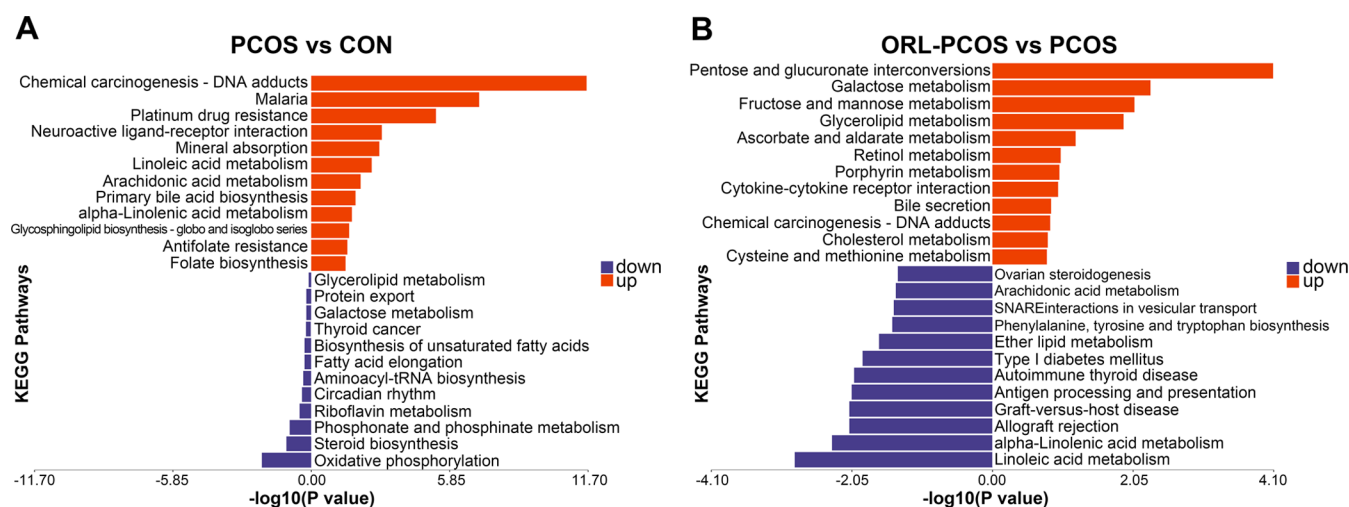 A
PCOS vs CON
Chemical carcinogenesis - DNA adducts
Malaria
Platinum drug resistance
Neuroactive ligand-receptor interaction
Mineral absorption
Linoleic acid metabolism
Arachidonic acid metabolism
Primary bile acid biosynthesis
alpha-Linolenic acid metabolism
Glycosphingolipid biosynthesis - globo and isoglobo series
Antifolate resistance
Folate biosynthesis
Glycerolipid metabolism
Protein export
Galactose metabolism
Thyroid cancer
Biosynthesis of unsaturated fatty acids
Fatty acid elongation
Aminoacyl-tRNA biosynthesis
Circadian rhythm
Riboflavin metabolism
Phosphonate and phosphinate metabolism
Steroid biosynthesis
Oxidative phosphorylation
KEGG Pathways
down
up
-11.70
-5.85
0.00
5.85
11.70
-log10(P value)
B
ORL-PCOS vs PCOS
Pentose and glucuronate interconversions
Galactose metabolism
Fructose and mannose metabolism
Glycerolipid metabolism
Ascorbate and aldarate metabolism
Retinol metabolism
Porphyrin metabolism
Cytokine-cytokine receptor interaction
Bile secretion
Chemical carcinogenesis - DNA adducts
Cholesterol metabolism
Cysteine and methionine metabolism
Ovarian steroidogenesis
Arachidonic acid metabolism
SNAREinteractions in vesicular transport
Phenylalanine, tyrosine and tryptophan biosynthesis
Ether lipid metabolism
Type I diabetes mellitus
Autoimmune thyroid disease
Antigen processing and presentation
Graft-versus-host disease
Allograft rejection
alpha-Linolenic acid metabolism
Linoleic acid metabolism
KEGG Pathways
down
up
-4.10
-2.05
0.00
2.05
4.10
-log10(P value)